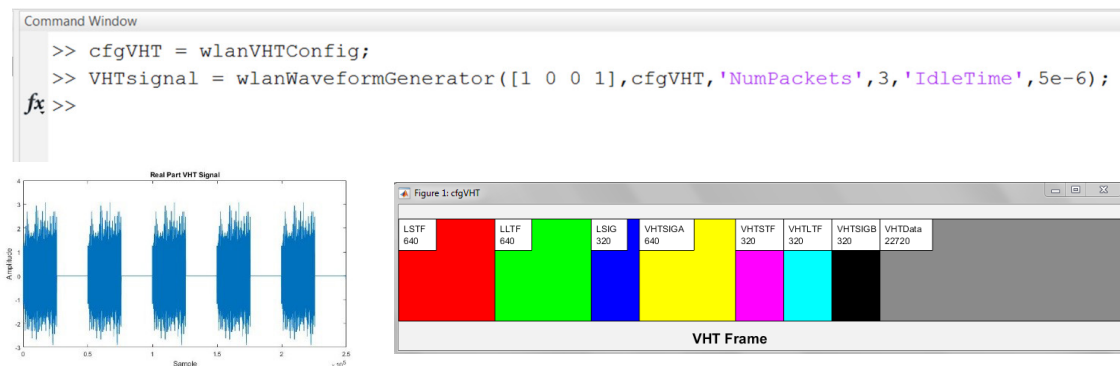 Command Window
>> cfgVHT = wlanVHTConfig;
>> VHTsignal = wlanWaveformGenerator([1 0 0 1],cfgVHT,'NumPackets',3,'IdleTime',5e-6);
fx >>
Real Part VHT Signal
Amplitude
4
3
2
1
0
-1
-2
-3
0 0.5 1 1.5 2 2.5
Sample
Figure 1: cfgVHT
LSTF LLTF LSIG VHTSIGA VHTSTF VHTLTF VHTSIGB VHTData
640 640 320 640 320 320 320 22720
VHT Frame